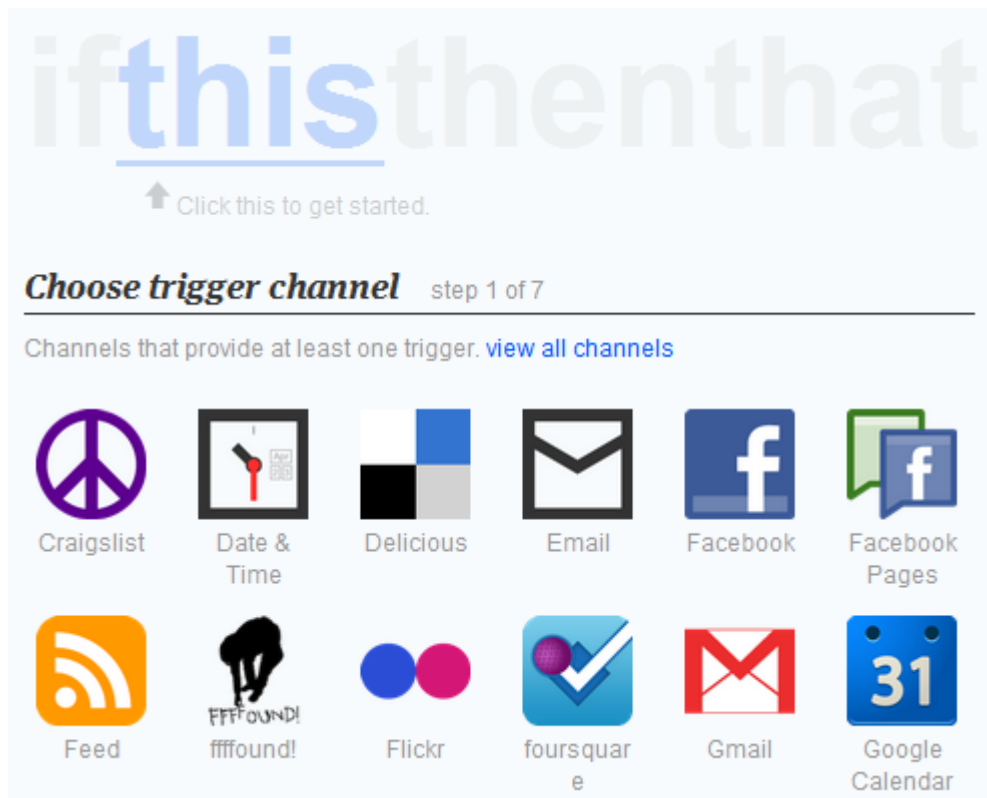 ifthisthenthat
Click this to get started.
Choose trigger channel step 1 of 7
Channels that provide at least one trigger. view all channels
Craigslist Date & Time Delicious Email Facebook Facebook Pages
FFFFOUND!
31
Feed ffffound! Flickr foursquare Gmail Google Calendar